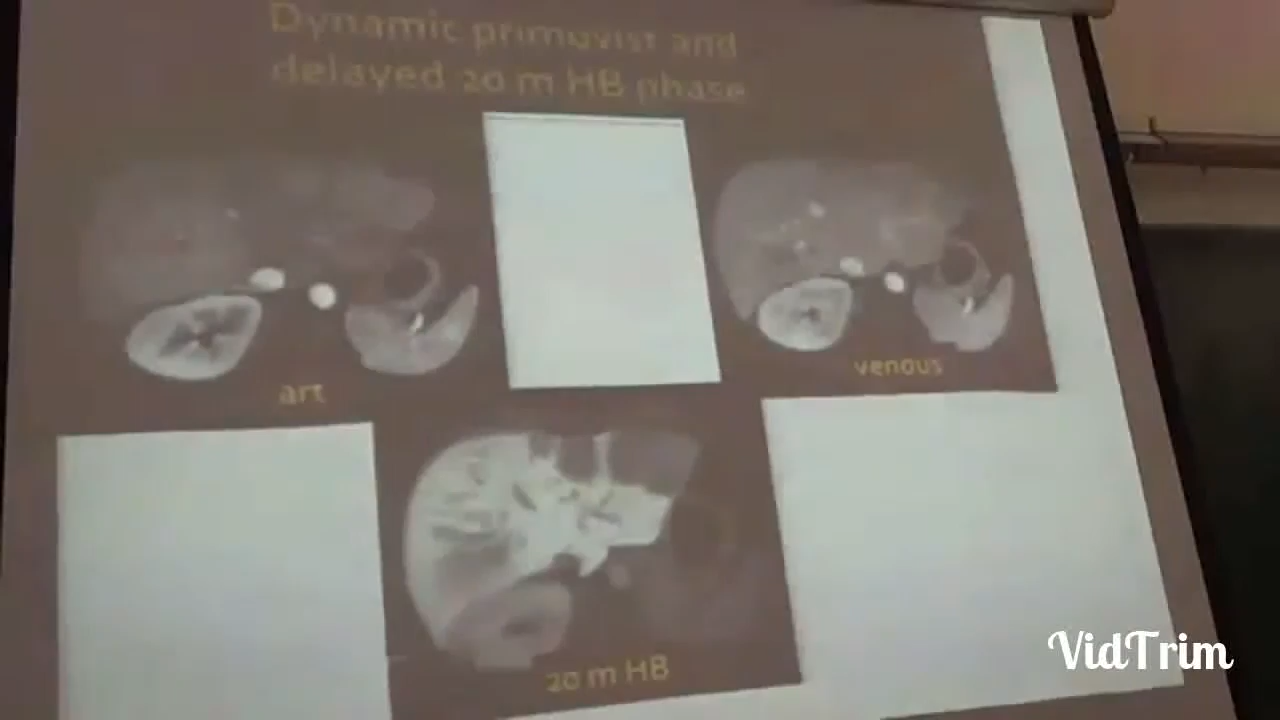 Dynamic primovist and
delayed 20 m HB phase
art
venous
20 m HB
VidTrim